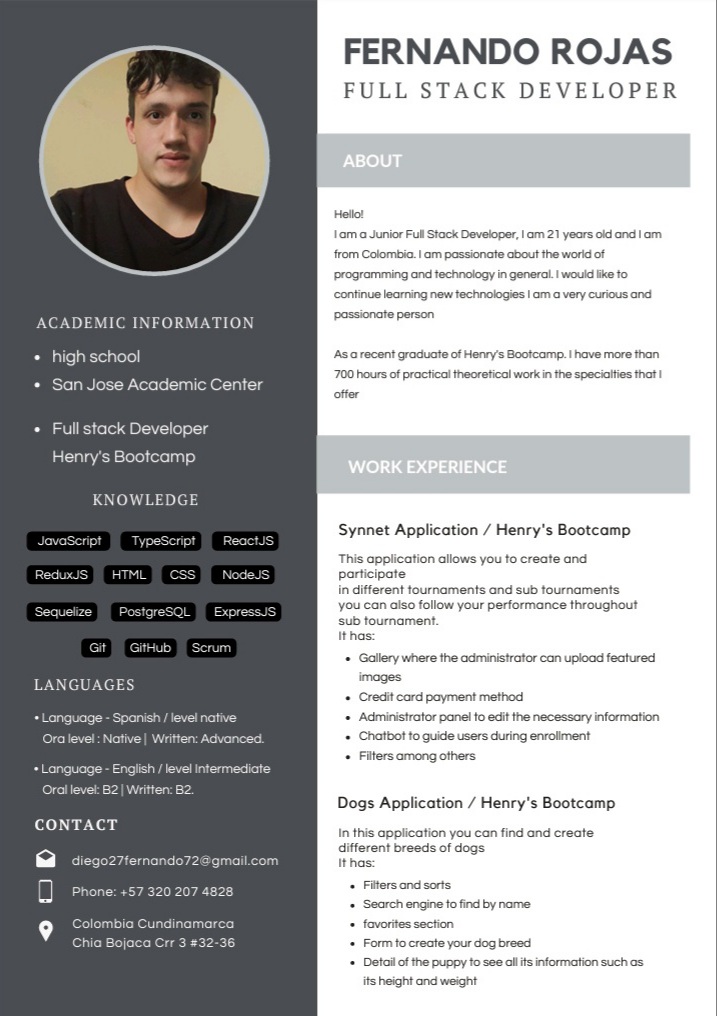 FERNANDO ROJAS
FULL STACK DEVELOPER
ABOUT
Hello!
I am a Junior Full Stack Developer, I am 21 years old and I am
from Colombia. I am passionate about the world of
programming and technology in general. I would like to
continue learning new technologies I am a very curious and
passionate person
As a recent graduate of Henry's Bootcamp. I have more than
700 hours of practical theoretical work in the specialties that I
offer
WORK EXPERIENCE
Synnet Application / Henry's Bootcamp
This application allows you to create and
participate
in different tournaments and sub tournaments
you can also follow your performance throughout
sub tournament.
It has:
• Gallery where the administrator can upload featured
images
• Credit card payment method
• Administrator panel to edit the necessary information
• Chatbot to guide users during enrollment
• Filters among others
Dogs Application / Henry's Bootcamp
In this application you can find and create
different breeds of dogs
It has:
• Filters and sorts
• Search engine to find by name
• favorites section
• Form to create your dog breed
• Detail of the puppy to see all its information such as
its height and weight
ACADEMIC INFORMATION
• high school
• San Jose Academic Center
• Full stack Developer
Henry's Bootcamp
KNOWLEDGE
JavaScript TypeScript ReactJS
ReduxJS HTML CSS NodeJS
Sequelize PostgreSQL ExpressJS
Git GitHub Scrum
LANGUAGES
• Language - Spanish / level native
Ora level : Native | Written: Advanced.
• Language - English / level Intermediate
Oral level: B2 | Written: B2.
CONTACT
diego27fernando72@gmail.com
Phone: +57 320 207 4828
Colombia Cundinamarca
Chia Bojaca Crr 3 #32-36